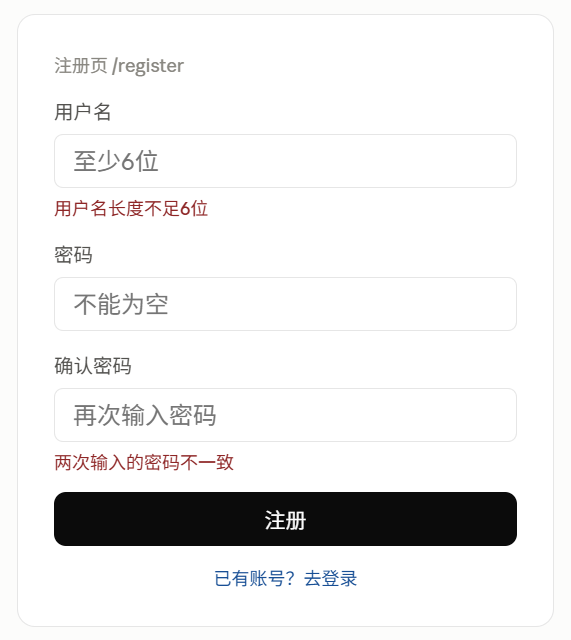 注册页 /register
用户名
至少6位
用户名长度不足6位
密码
不能为空
确认密码
再次输入密码
两次输入的密码不一致
注册
已有账号？去登录